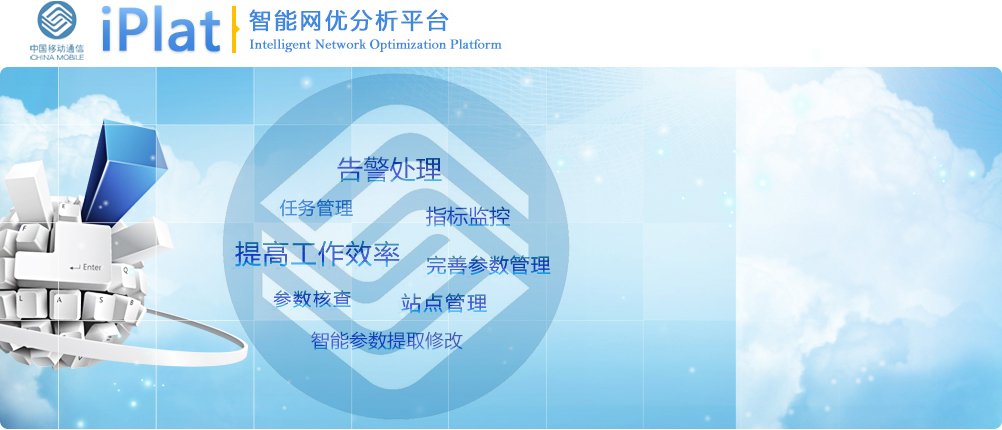 中国移动通信
CHINA MOBILE
iPlat
智能网优分析平台
Intelligent Network Optimization Platform
告警处理
任务管理
指标监控
提高工作效率
完善参数管理
参数核查
站点管理
智能参数提取修改
F
E
Enter
Q
L
A
S
B